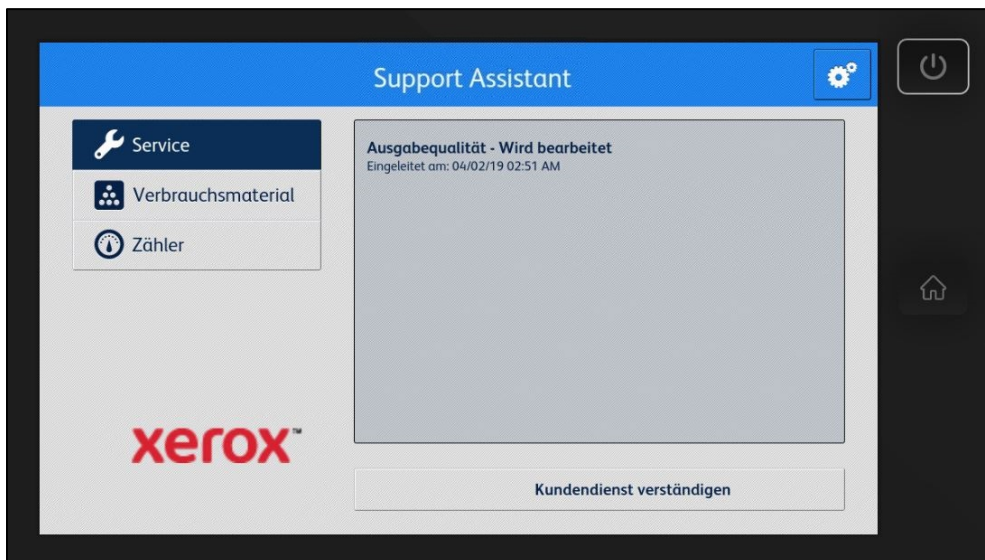 Support Assistant
Service
Verbrauchsmaterial
Zähler
Ausgabequalität - Wird bearbeitet
Eingeleitet am: 04/02/19 02:51 AM
xerox™
Kundendienst verständigen